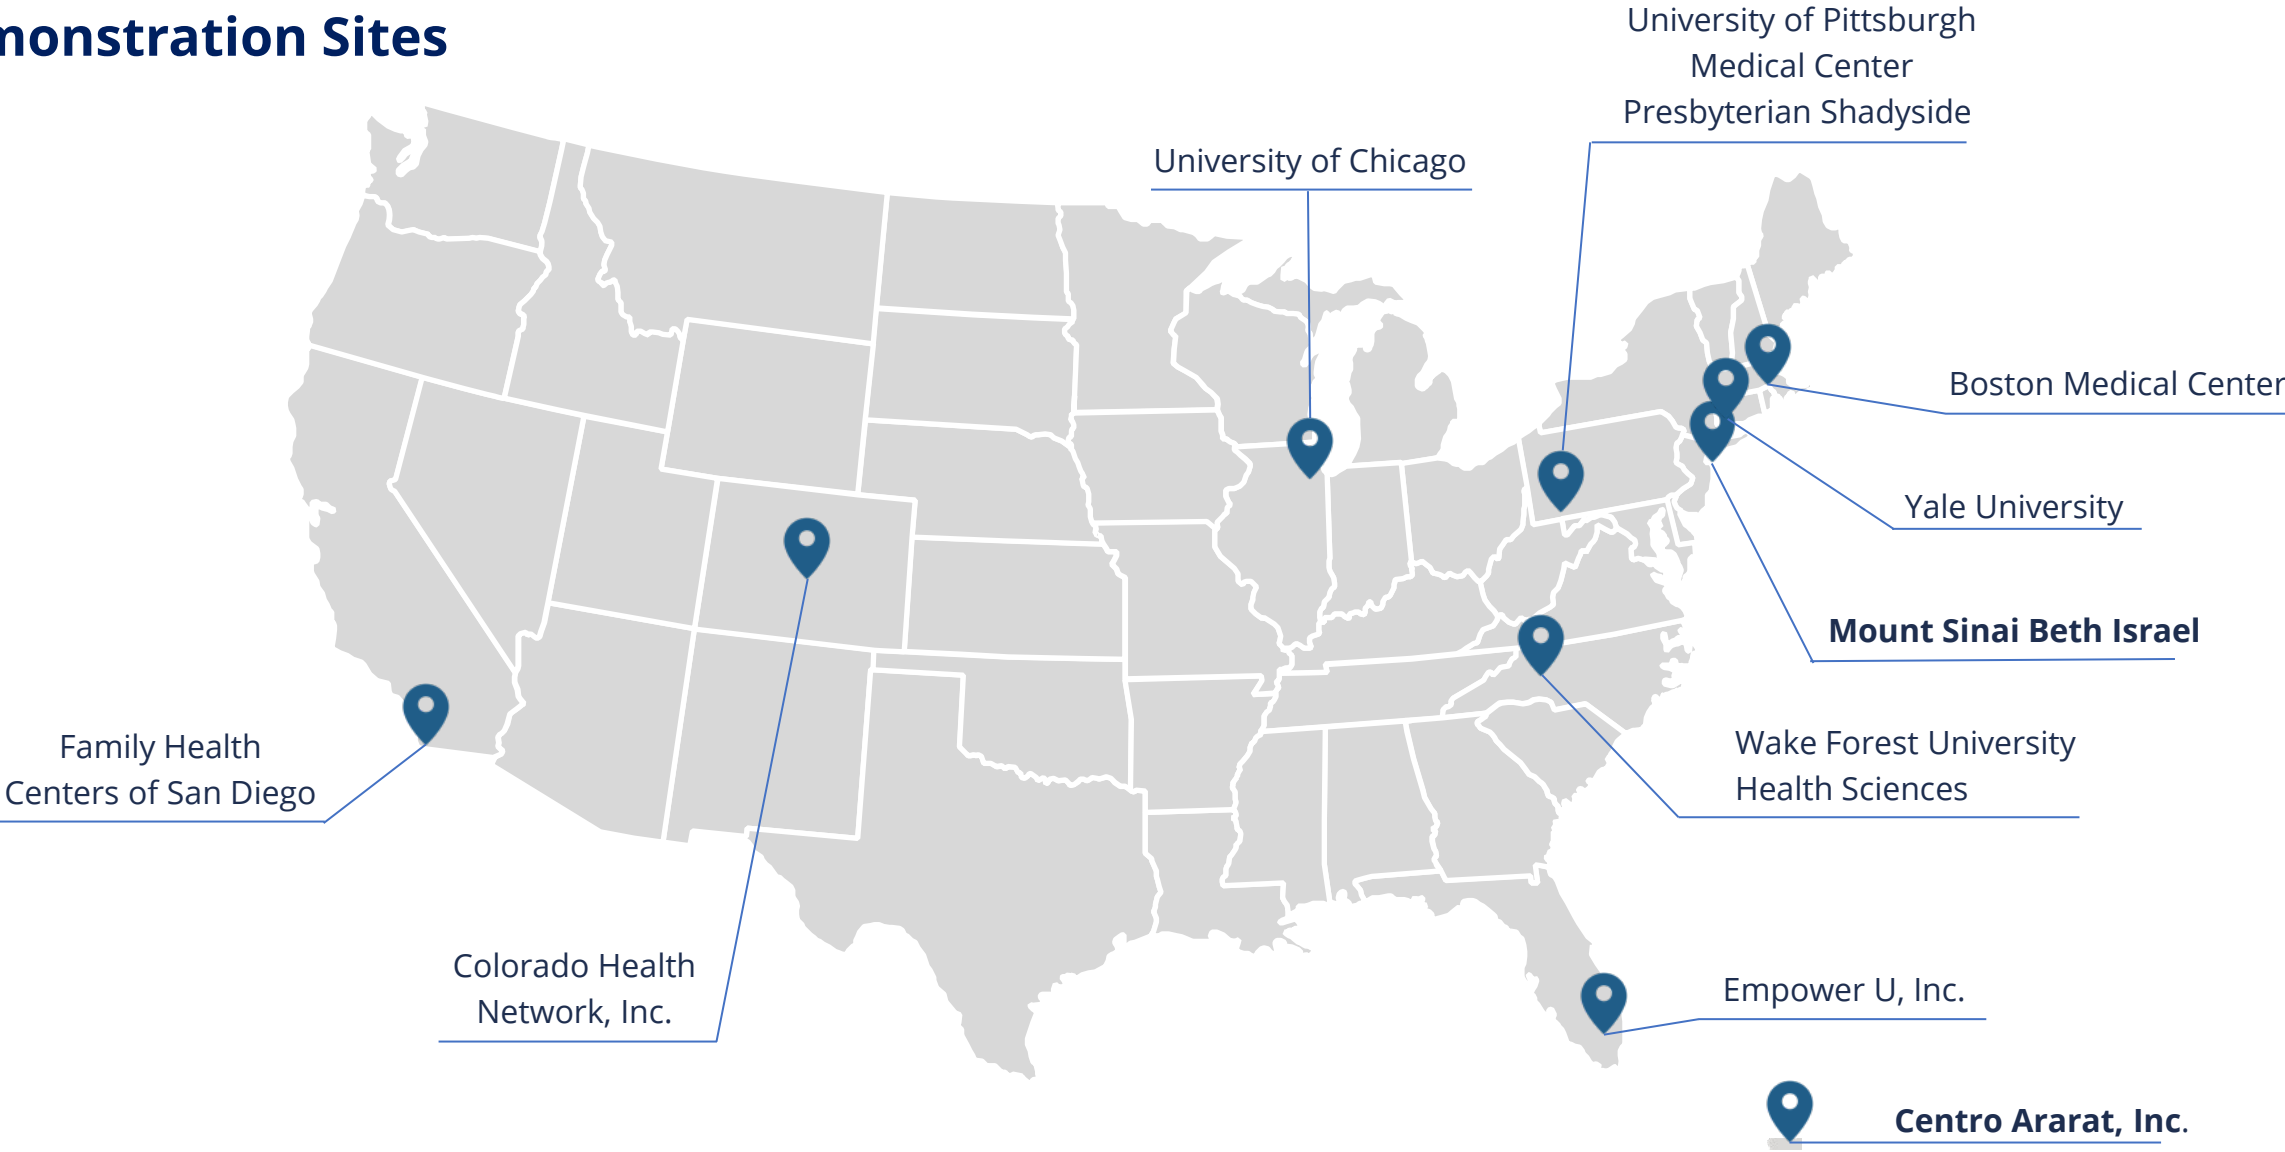 monstration Sites
University of Pittsburgh
Medical Center
Presbyterian Shadyside
University of Chicago
Boston Medical Center
Yale University
Mount Sinai Beth Israel
Family Health
Centers of San Diego
Wake Forest University
Health Sciences
Colorado Health
Network, Inc.
Empower U, Inc.
Centro Ararat, Inc.